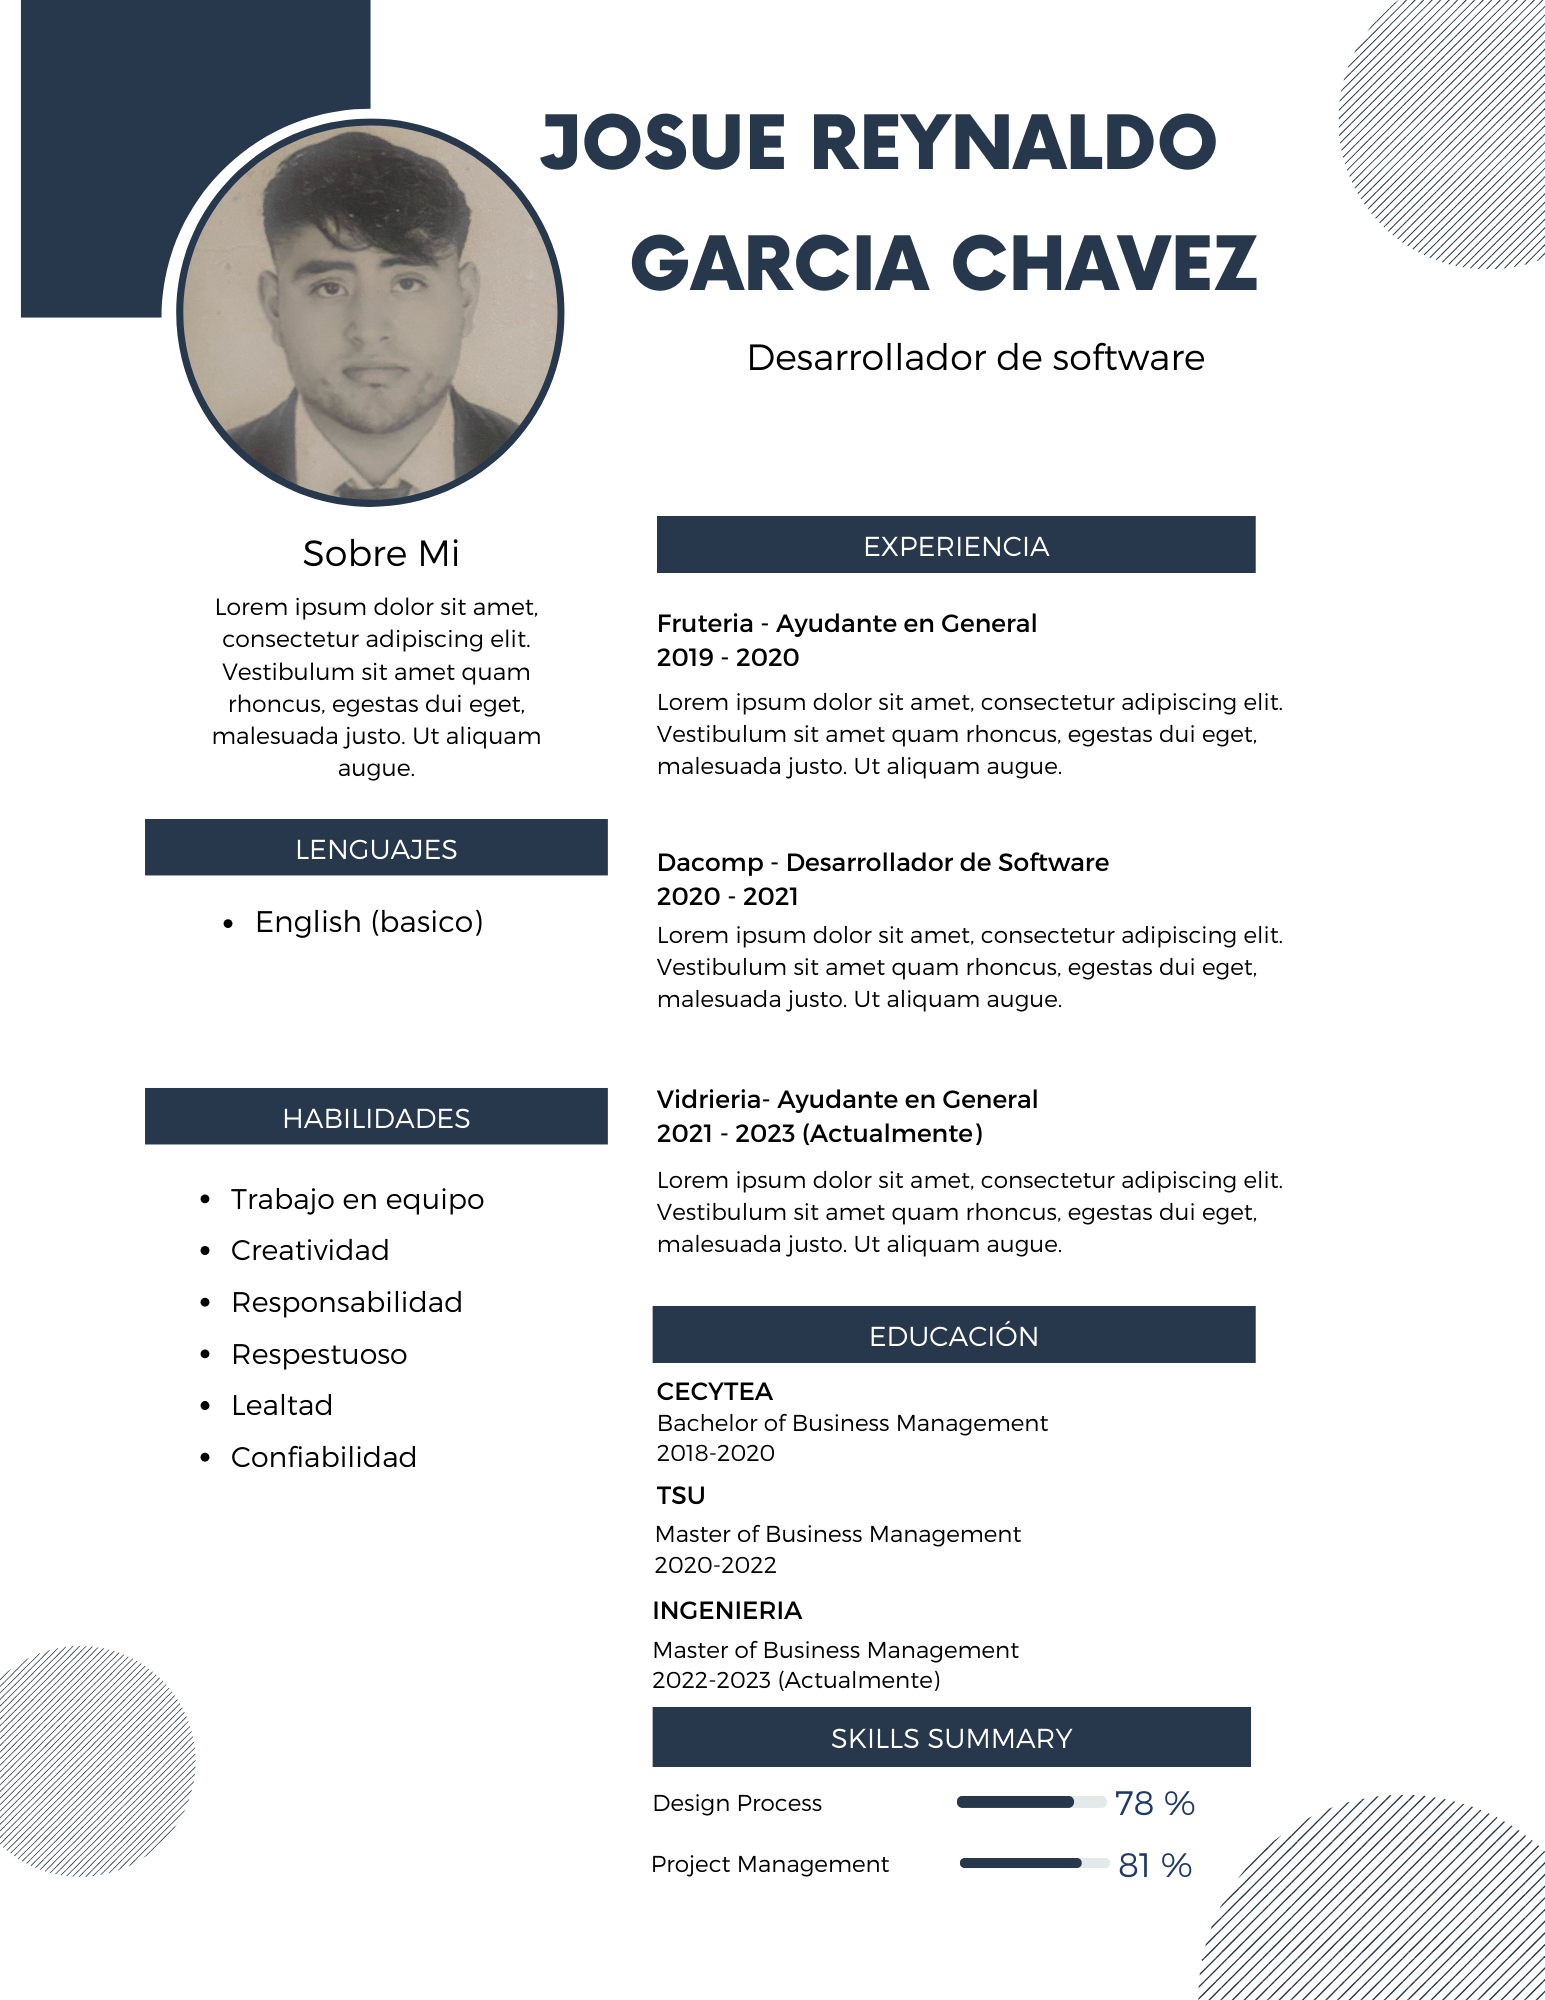 JOSUE REYNALDO
GARCIA CHAVEZ
Desarrollador de software
Sobre Mi
Lorem ipsum dolor sit amet,
consectetur adipiscing elit.
Vestibulum sit amet quam
rhoncus, egestas dui eget,
malesuada justo. Ut aliquam
augue.
LENGUAJES
• English (basico)
HABILIDADES
• Trabajo en equipo
• Creatividad
• Responsabilidad
• Respestuoso
• Lealtad
• Confiabilidad
EXPERIENCIA
Fruteria - Ayudante en General
2019 - 2020
Lorem ipsum dolor sit amet, consectetur adipiscing elit.
Vestibulum sit amet quam rhoncus, egestas dui eget,
malesuada justo. Ut aliquam augue.
Dacomp - Desarrollador de Software
2020 - 2021
Lorem ipsum dolor sit amet, consectetur adipiscing elit.
Vestibulum sit amet quam rhoncus, egestas dui eget,
malesuada justo. Ut aliquam augue.
Vidrieria- Ayudante en General
2021 - 2023 (Actualmente)
Lorem ipsum dolor sit amet, consectetur adipiscing elit.
Vestibulum sit amet quam rhoncus, egestas dui eget,
malesuada justo. Ut aliquam augue.
EDUCACIÓN
CECYTEA
Bachelor of Business Management
2018-2020
TSU
Master of Business Management
2020-2022
INGENIERIA
Master of Business Management
2022-2023 (Actualmente)
SKILLS SUMMARY
Design Process 78 %
Project Management 81 %